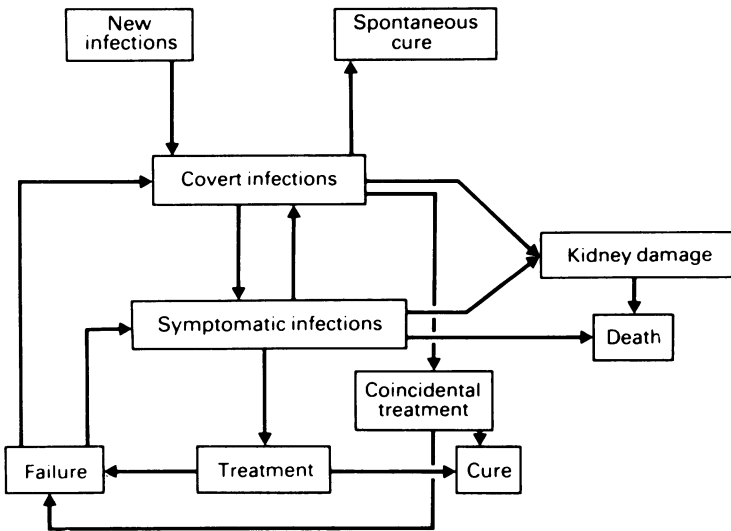 New
infections
Spontaneous
cure
Covert infections
Kidney damage
Symptomatic infections
Death
Coincidental
treatment
Failure
Treatment
Cure